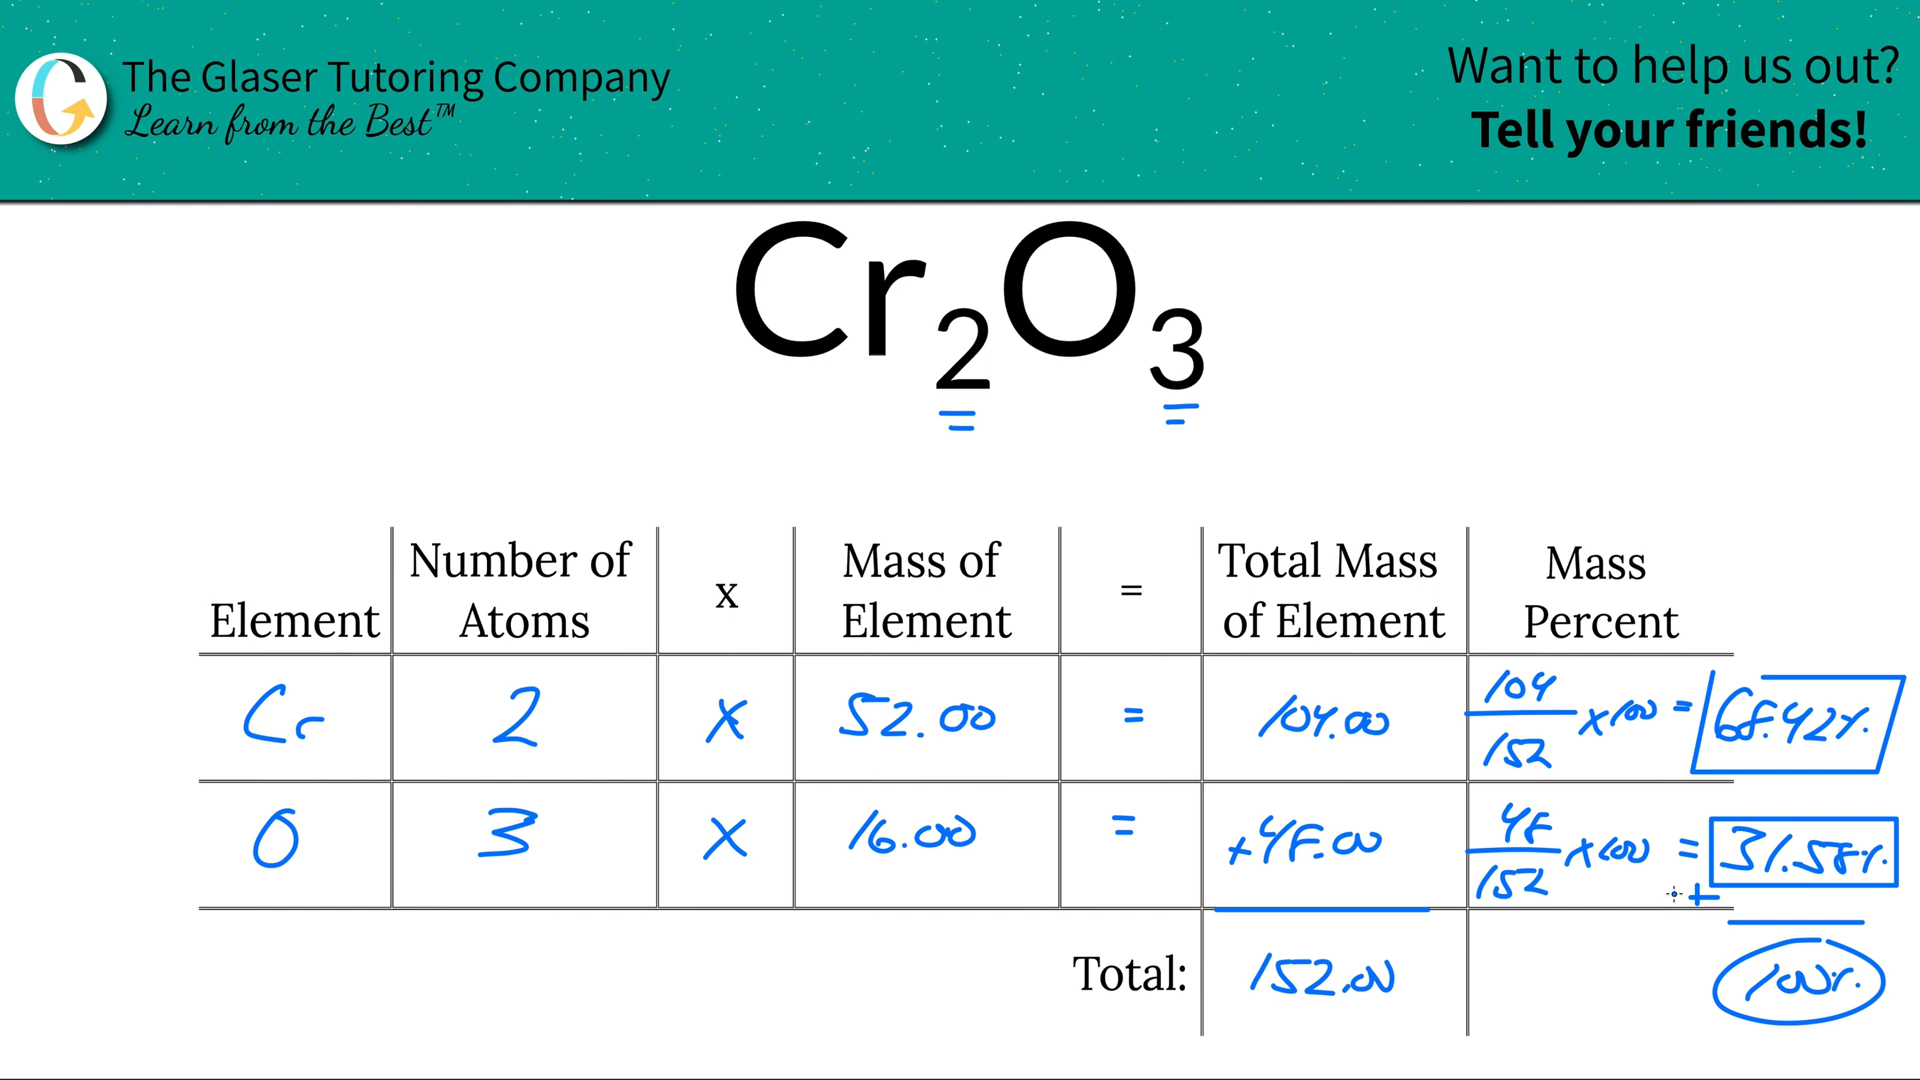 The Glaser Tutoring Company
Learn from the Best™
Want to help us out?
Tell your friends!
Cr₂O₃
Element Number of Atoms x Mass of Element = Total Mass of Element Mass Percent
Cr 2 x 52.00 = 104.00 104/152 x100 = 68.42%
O 3 x 16.00 = +48.00 48/152 x100 = 31.58%
+
Total: 152.00 100%